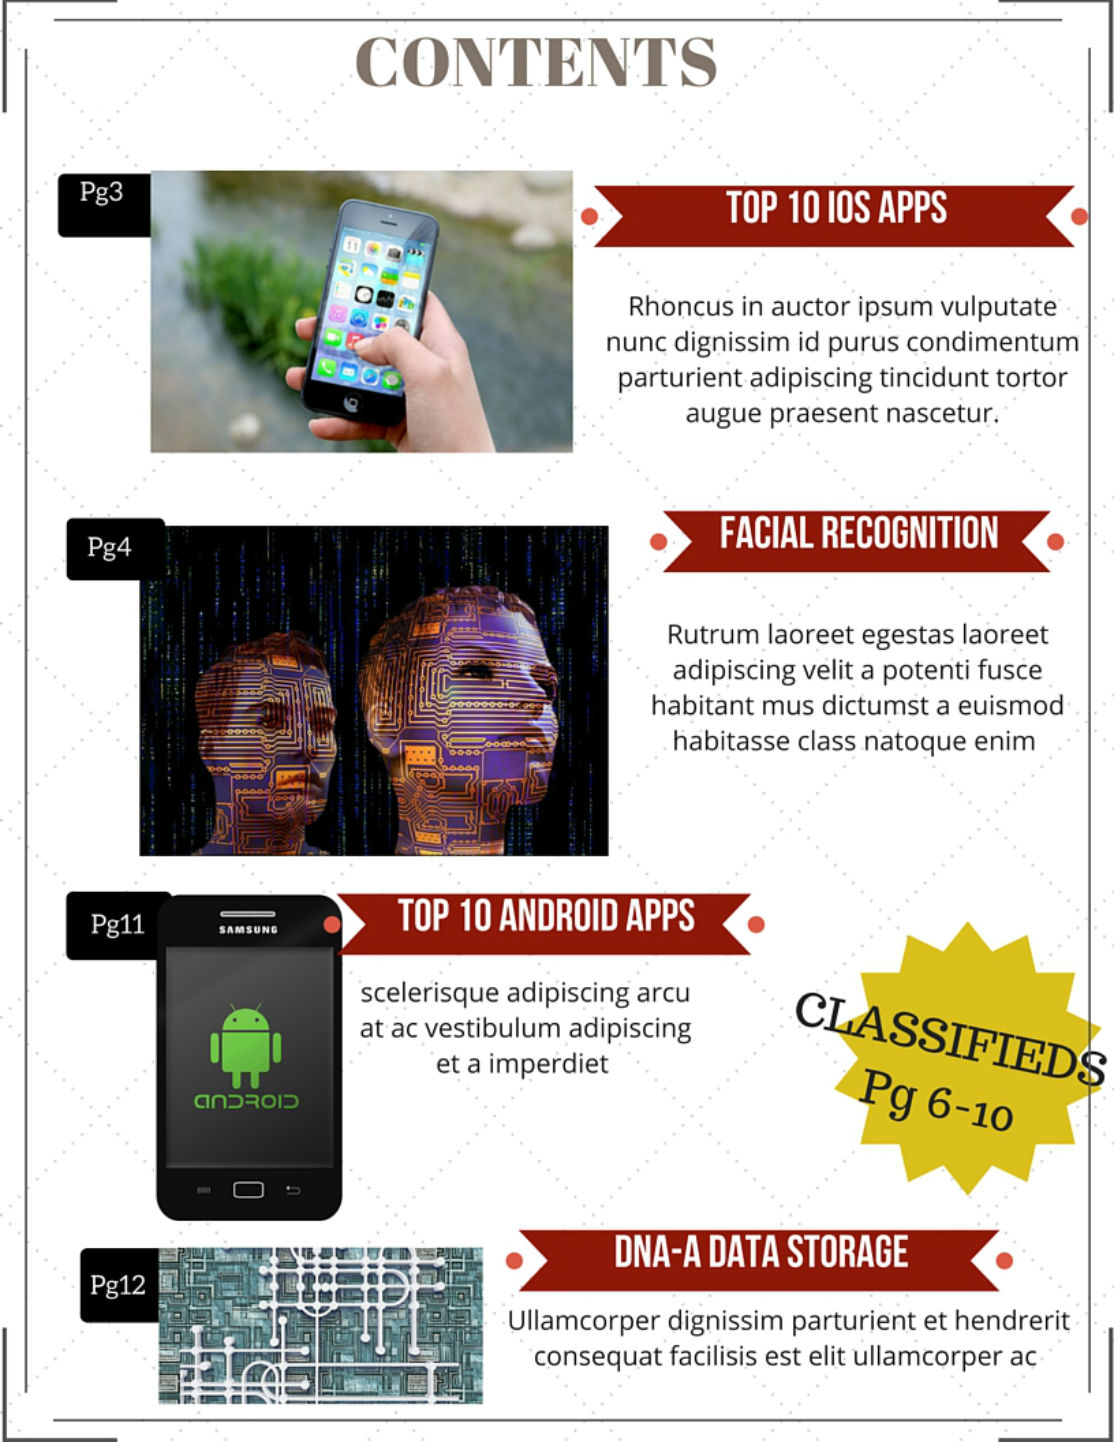 CONTENTS
Pg3
TOP 10 IOS APPS
Rhoncus in auctor ipsum vulputate
nunc dignissim id purus condimentum
parturient adipiscing tincidunt tortor
augue praesent nascetur.
Pg4
FACIAL RECOGNITION
Rutrum laoreet egestas laoreet
adipiscing velit a potenti fusce
habitant mus dictumst a euismod
habitasse class natoque enim
Pg11
SAMSUNG
ANDROID
TOP 10 ANDROID APPS
scelerisque adipiscing arcu
at ac vestibulum adipiscing
et a imperdiet
CLASSIFIEDS
Pg 6-10
Pg12
DNA-A DATA STORAGE
Ullamcorper dignissim parturient et hendrerit
consequat facilisis est elit ullamcorper ac